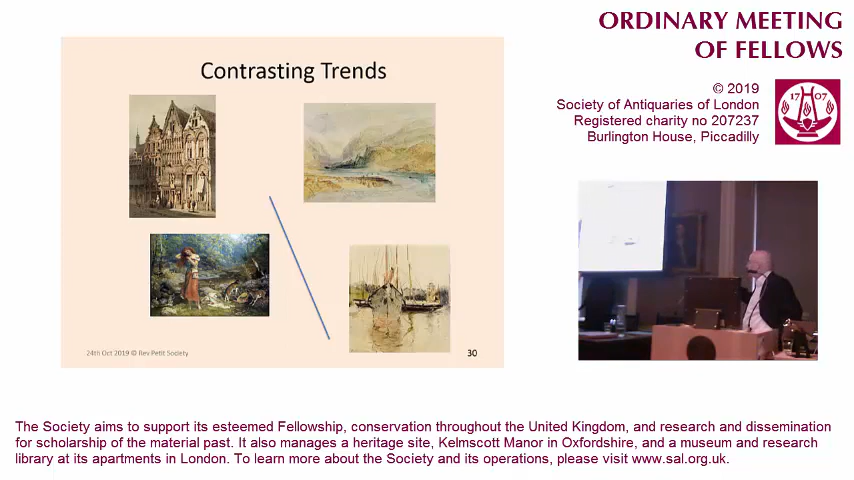 ORDINARY MEETING
OF FELLOWS
© 2019
Society of Antiquaries of London
Registered charity no 207237
Burlington House, Piccadilly
17 07
Contrasting Trends
24th Oct 2019 © Rev Petit Society
30
The Society aims to support its esteemed Fellowship, conservation throughout the United Kingdom, and research and dissemination
for scholarship of the material past. It also manages a heritage site, Kelmscott Manor in Oxfordshire, and a museum and research
library at its apartments in London. To learn more about the Society and its operations, please visit www.sal.org.uk.